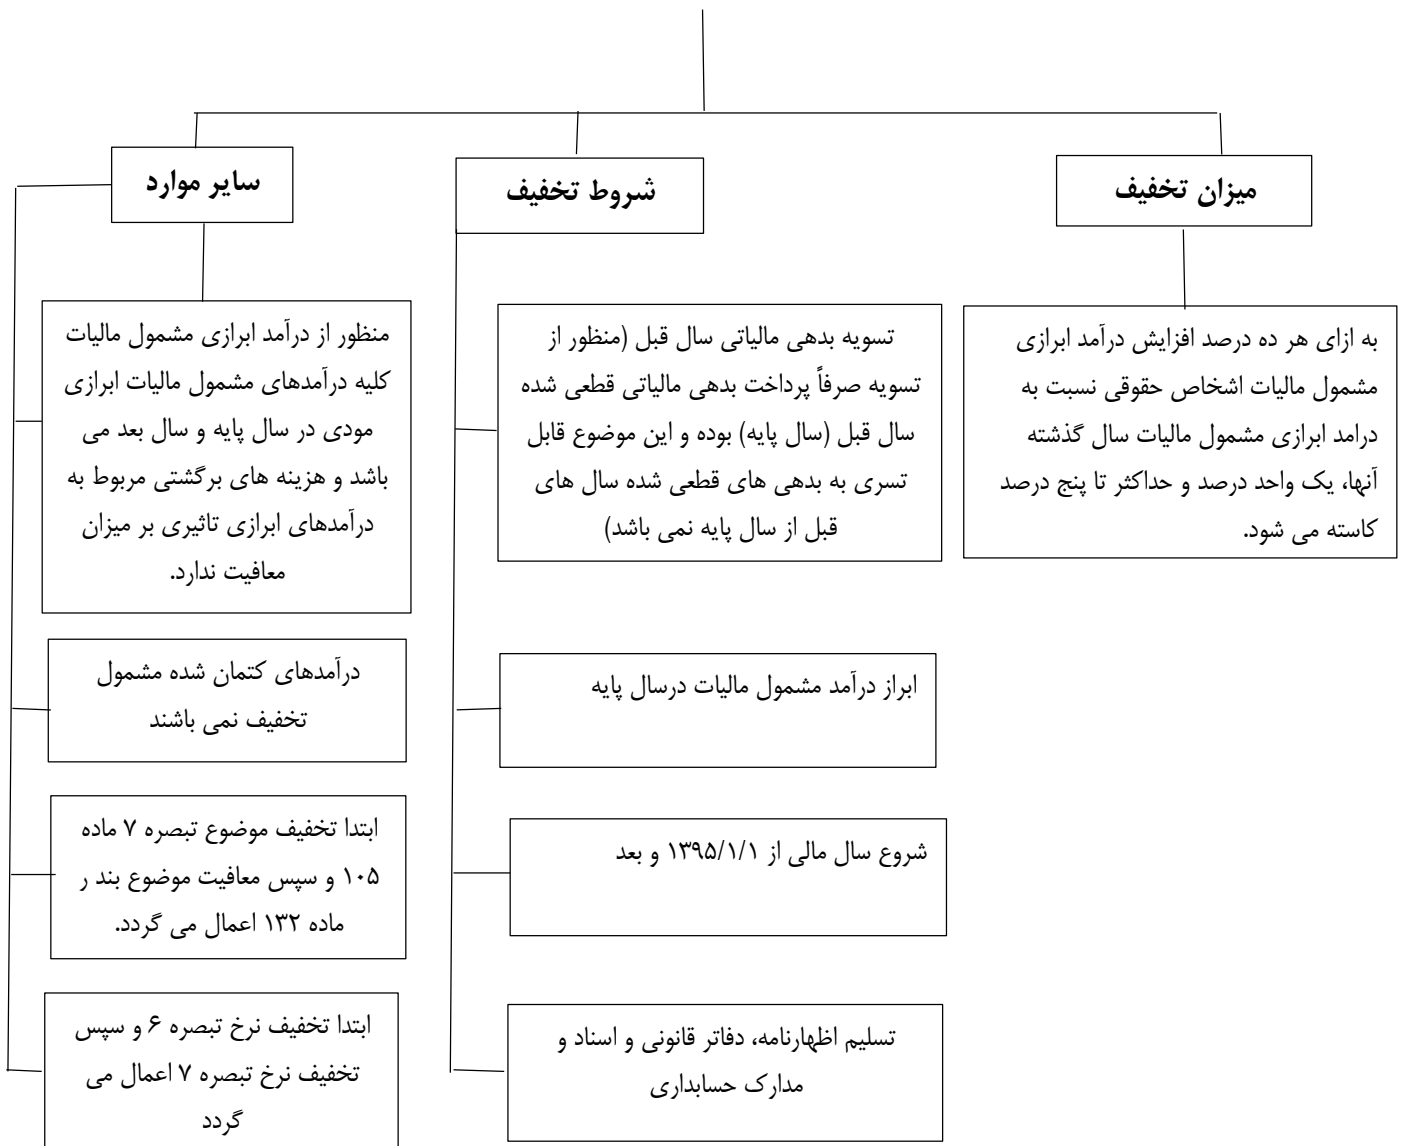 میزان تخفیف
به ازای هر ده درصد افزایش درآمد ابرازی
مشمول مالیات اشخاص حقوقی نسبت به
درامد ابرازی مشمول مالیات سال گذشته
آنها، یک واحد درصد و حداکثر تا پنج درصد
کاسته می شود.
شروط تخفیف
تسویه بدهی مالیاتی سال قبل (منظور از
تسویه صرفاً پرداخت بدهی مالیاتی قطعی شده
سال قبل (سال پایه) بوده و این موضوع قابل
تسری به بدهی های قطعی شده سال های
قبل از سال پایه نمی باشد)
ابراز درآمد مشمول مالیات درسال پایه
شروع سال مالی از ۱۳۹۵/۱/۱ و بعد
تسلیم اظهارنامه، دفاتر قانونی و اسناد و
مدارک حسابداری
سایر موارد
منظور از درآمد ابرازی مشمول مالیات
کلیه درآمدهای مشمول مالیات ابرازی
مودی در سال پایه و سال بعد می
باشد و هزینه های برگشتی مربوط به
درآمدهای ابرازی تاثیری بر میزان
معافیت ندارد.
درآمدهای کتمان شده مشمول
تخفیف نمی باشند
ابتدا تخفیف موضوع تبصره ۷ ماده
۱۰۵ و سپس معافیت موضوع بند ر
ماده ۱۳۲ اعمال می گردد.
ابتدا تخفیف نرخ تبصره ۶ و سپس
تخفیف نرخ تبصره ۷ اعمال می
گردد